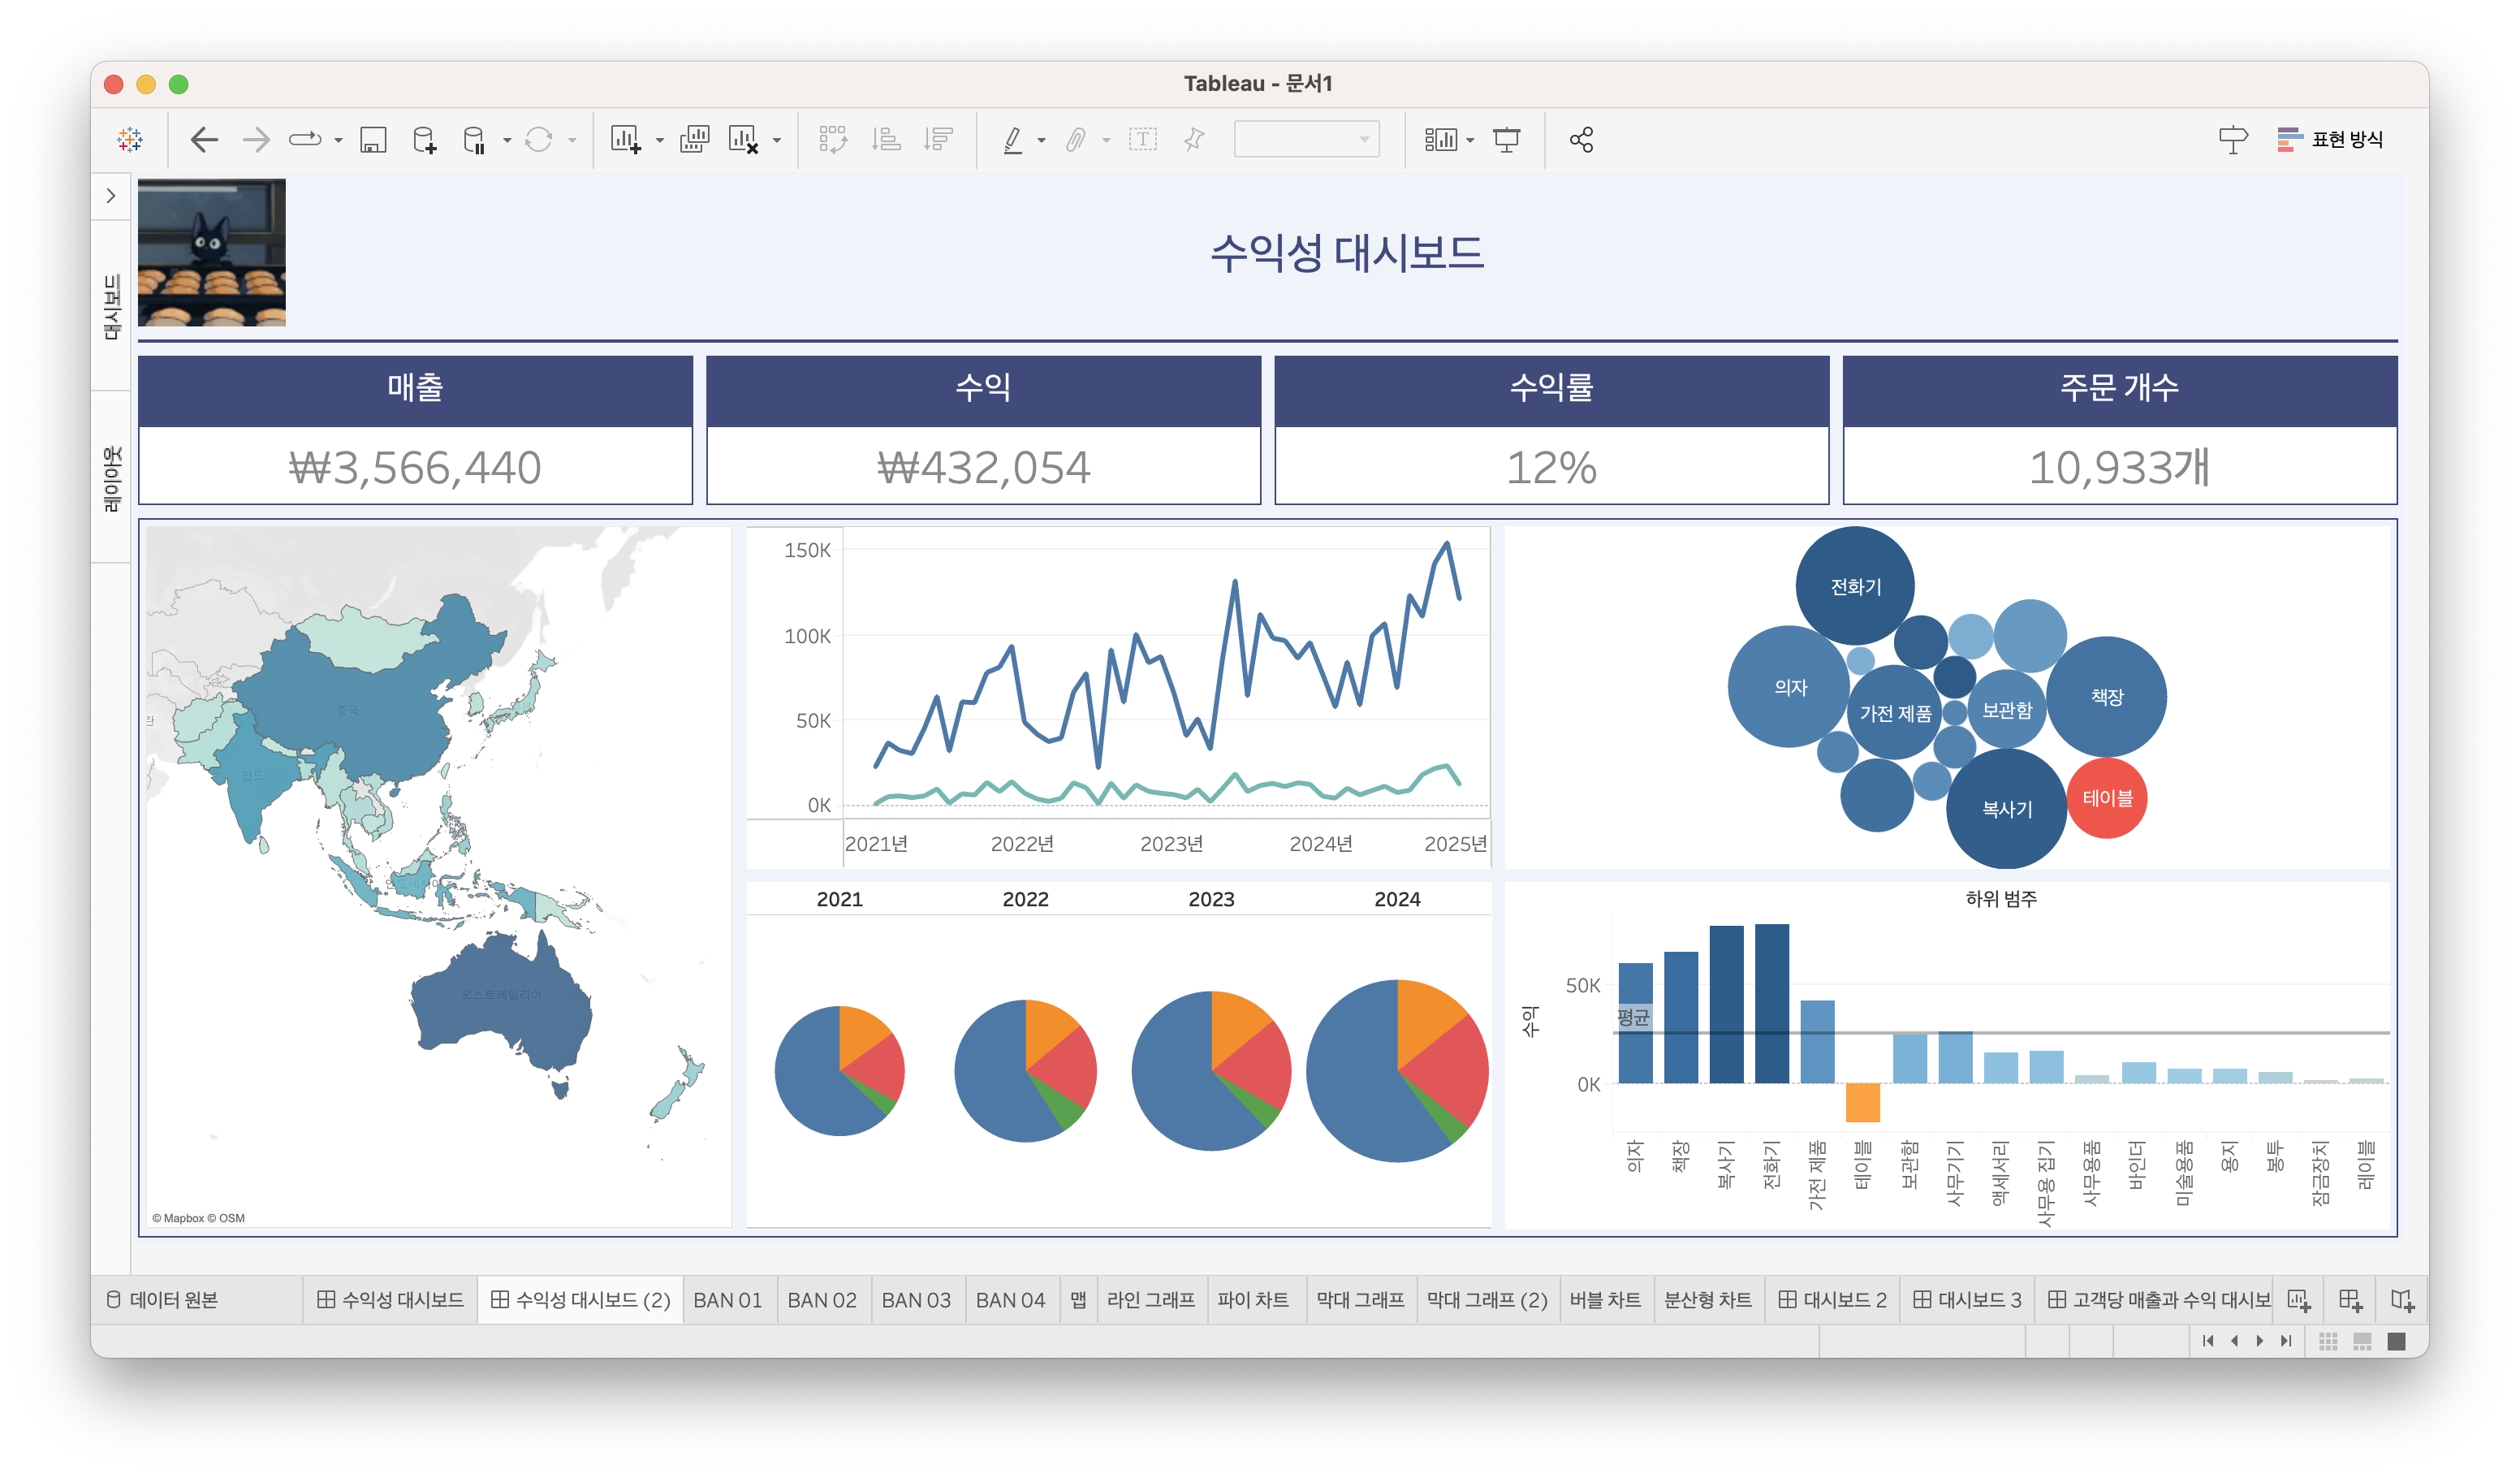 Tableau - 문서1
표현 방식
대시보드
레이아웃
수익성 대시보드
매출
₩3,566,440
수익
₩432,054
수익률
12%
주문 개수
10,933개
중국
인도
오스트레일리아
© Mapbox © OSM
150K
100K
50K
0K
2021년
2022년
2023년
2024년
2025년
전화기
의자
가전 제품
보관함
책장
복사기
테이블
2021
2022
2023
2024
하위 범주
수익
50K
0K
평균
의자
책장
복사기
전화기
가전 제품
테이블
보관함
사무기기
액세서리
사무용 집기
사무용품
바인더
미술용품
용지
봉투
잠금장치
레이블
데이터 원본
수익성 대시보드
수익성 대시보드 (2)
BAN 01
BAN 02
BAN 03
BAN 04
맵
라인 그래프
파이 차트
막대 그래프
막대 그래프 (2)
버블 차트
분산형 차트
대시보드 2
대시보드 3
고객당 매출과 수익 대시보